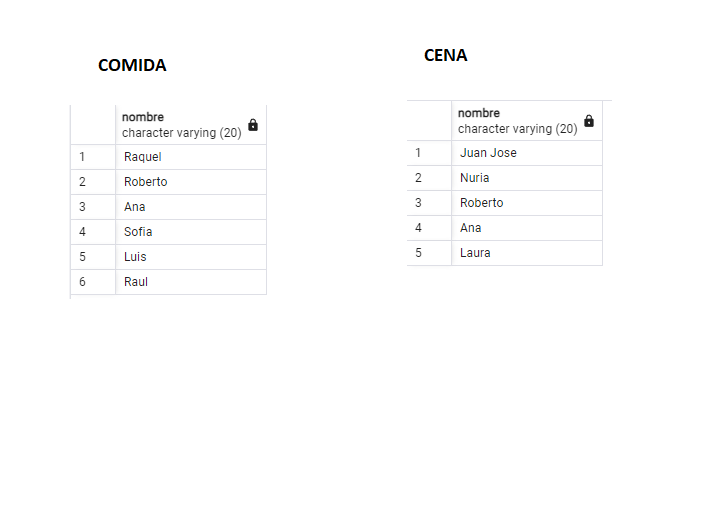 COMIDA
nombre
character varying (20)
1 Raquel
2 Roberto
3 Ana
4 Sofia
5 Luis
6 Raul
CENA
nombre
character varying (20)
1 Juan Jose
2 Nuria
3 Roberto
4 Ana
5 Laura